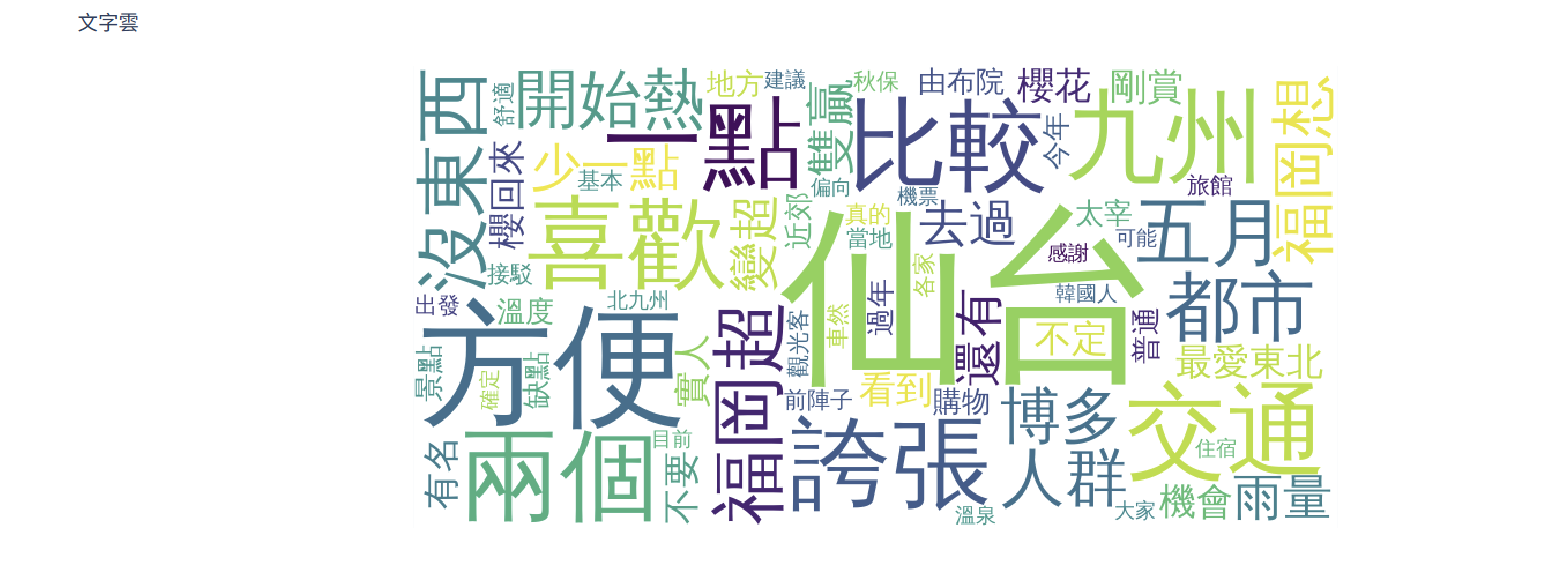 文字雲
沒東西
舒適
開始熱
地方
建議
秋保
由布院
櫻花
剛賞
福岡想
一點
雙贏
比較
今年
九州
櫻回來
少一點
基本
偏向
機票
旅館
喜歡
變超
近郊
真的
當地
去過
太宰
可能
五月
感謝
接駁
仙台
各家
出發
溫度
北九州
過年
韓國人
都市
方便
福岡超
觀光客
車然
還有
不定
普通
最愛東北
景點
確定
缺點
實人
前陣子
看到
購物
博多
交通
有名
兩個
目前
不要
誇張
人群
住宿
機會
雨量
溫泉
大家